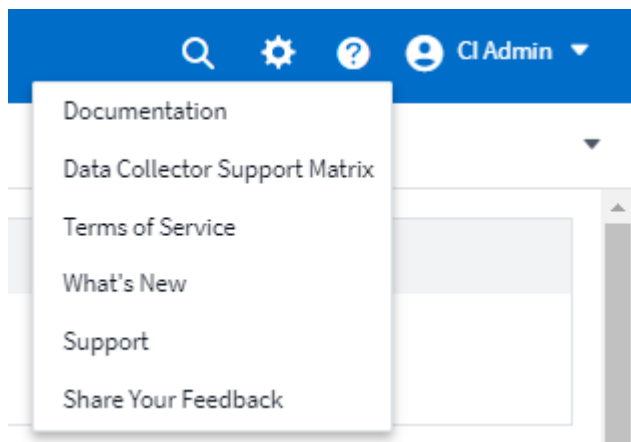 CI Admin
Documentation
Data Collector Support Matrix
Terms of Service
What's New
Support
Share Your Feedback